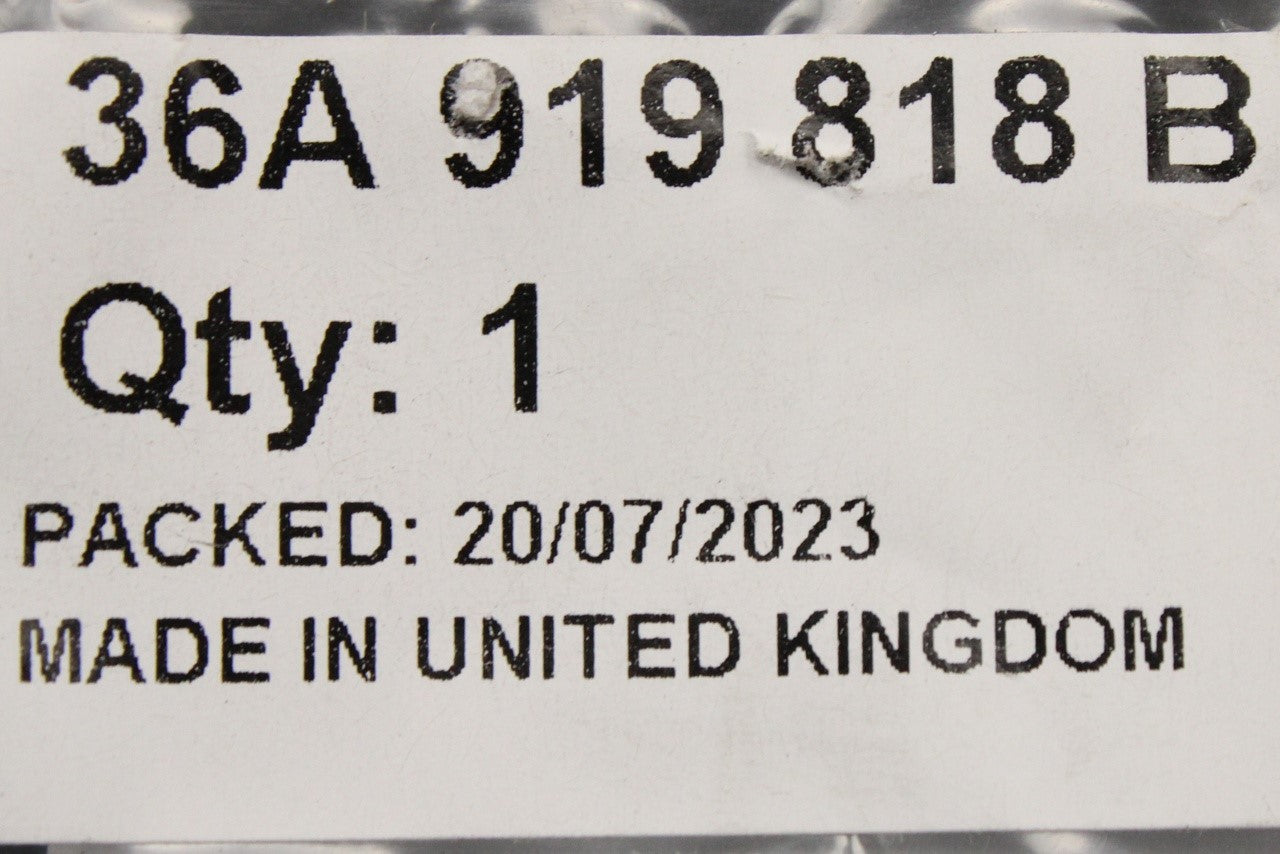 36A 919 818 B
Qty: 1
PACKED: 20/07/2023
MADE IN UNITED KINGDOM